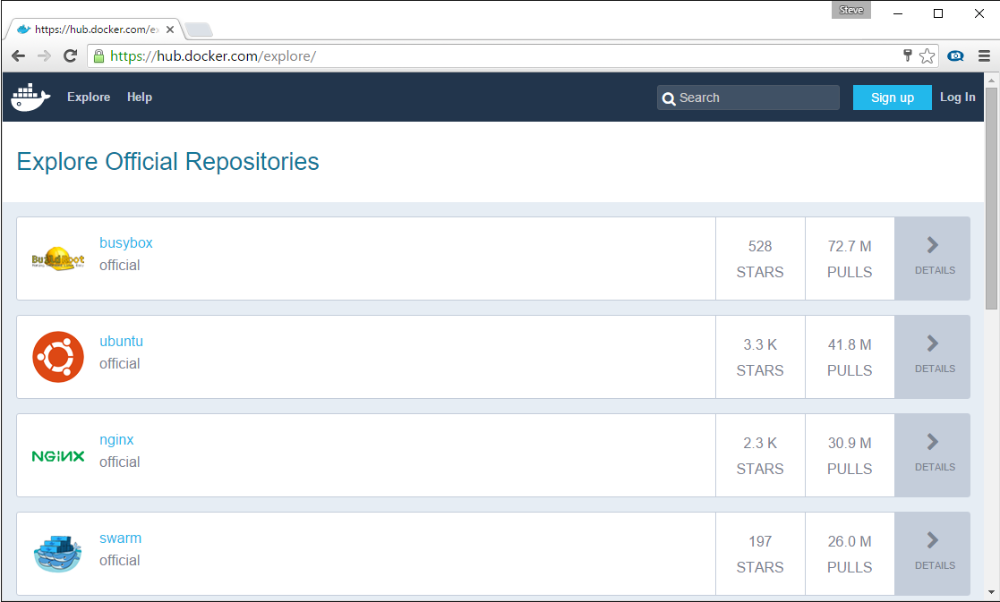 Steve
https://hub.docker.com/ex
https://hub.docker.com/explore/
Explore Help Search Sign up Log In
Explore Official Repositories
busybox
official
528
STARS
72.7 M
PULLS
DETAILS
ubuntu
official
3.3 K
STARS
41.8 M
PULLS
DETAILS
NGINX
nginx
official
2.3 K
STARS
30.9 M
PULLS
DETAILS
swarm
official
197
STARS
26.0 M
PULLS
DETAILS